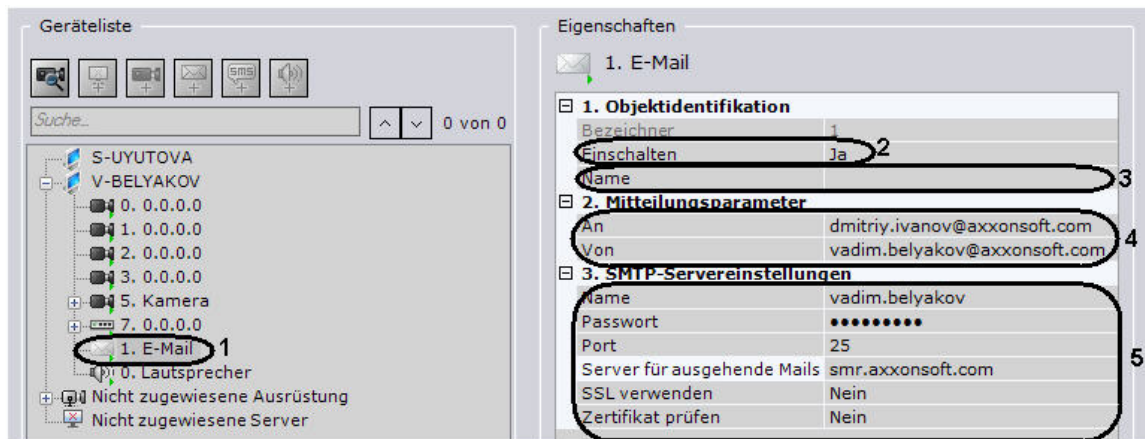 Geräteliste
sms
Suche...
0 von 0
S-UYUTOVA
V-BELYAKOV
0. 0.0.0.0
1. 0.0.0.0
2. 0.0.0.0
3. 0.0.0.0
5. Kamera
7. 0.0.0.0
1. E-Mail 1
0. Lautsprecher
Nicht zugewiesene Ausrüstung
Nicht zugewiesene Server
Eigenschaften
1. E-Mail
1. Objektidentifikation
Bezeichner 1
Einschalten Ja 2
Name 3
2. Mitteilungsparameter
An dmitriy.ivanov@axxonsoft.com
Von vadim.belyakov@axxonsoft.com
4
3. SMTP-Servereinstellungen
Name vadim.belyakov
Passwort •••••••••
Port 25
Server für ausgehende Mails smr.axxonsoft.com
5
SSL verwenden Nein
Zertifikat prüfen Nein